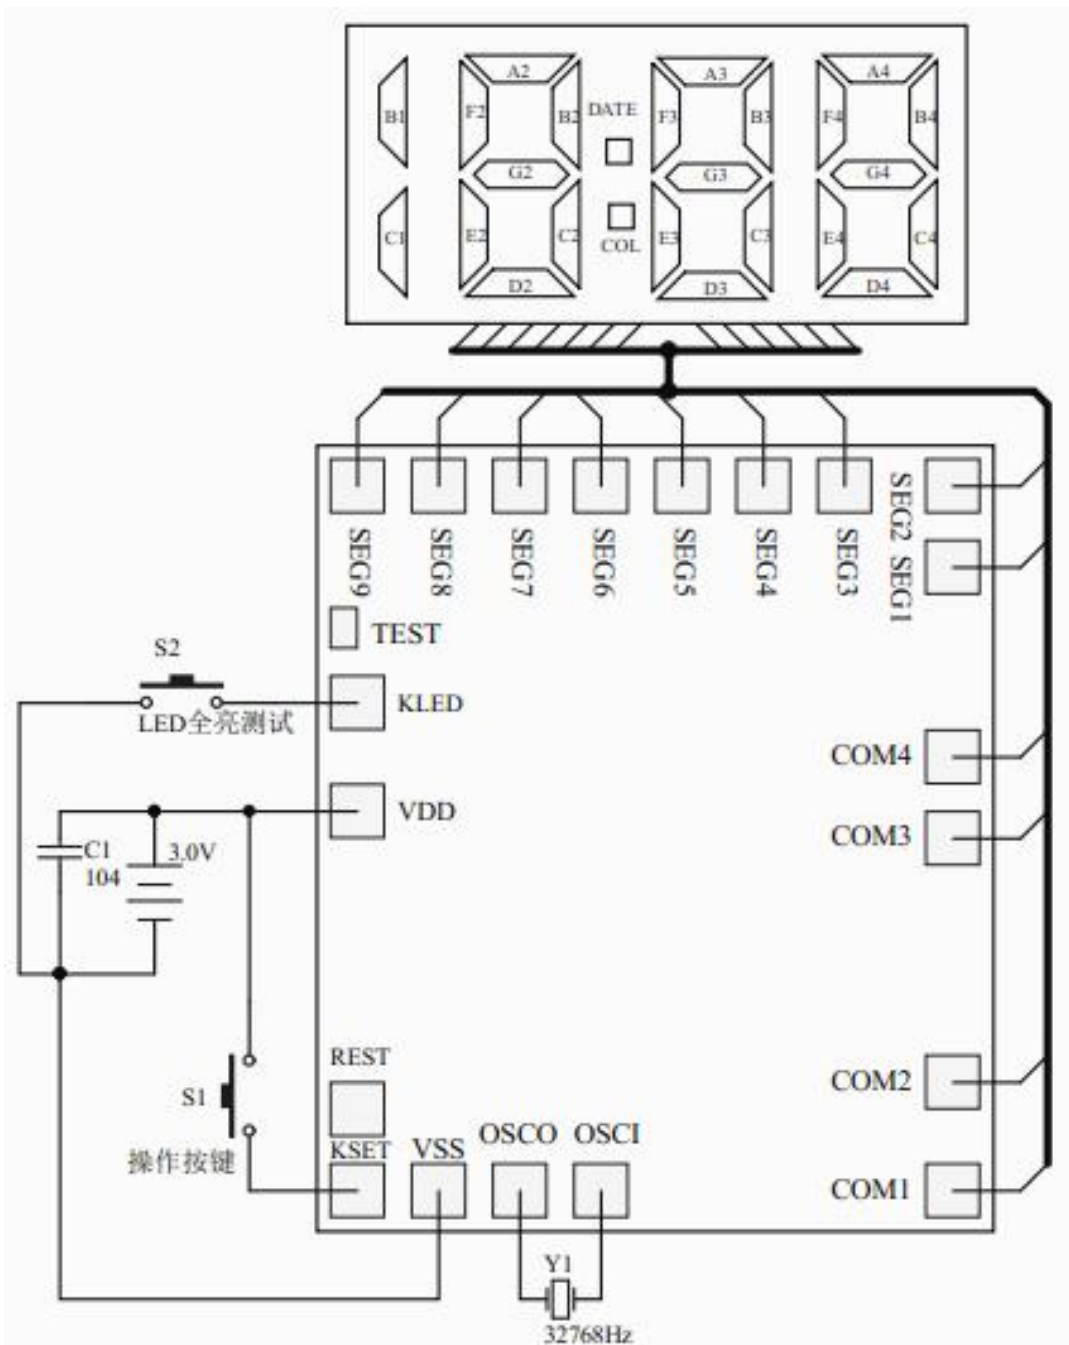 A2 A3 A4
B1 F2 B2 DATE F3 B3 F4 B4
G2 G3 G4
C1 E2 C2 COL E3 C3 E4 C4
D2 D3 D4
SEG9 SEG8 SEG7 SEG6 SEG5 SEG4 SEG3
SEG2
SEG1
TEST
S2
KLED
LED全亮测试
COM4
VDD
COM3
C1
104
3.0V
REST
COM2
S1
操作按键
KSET VSS OSCO OSCI
COM1
Y1
32768Hz